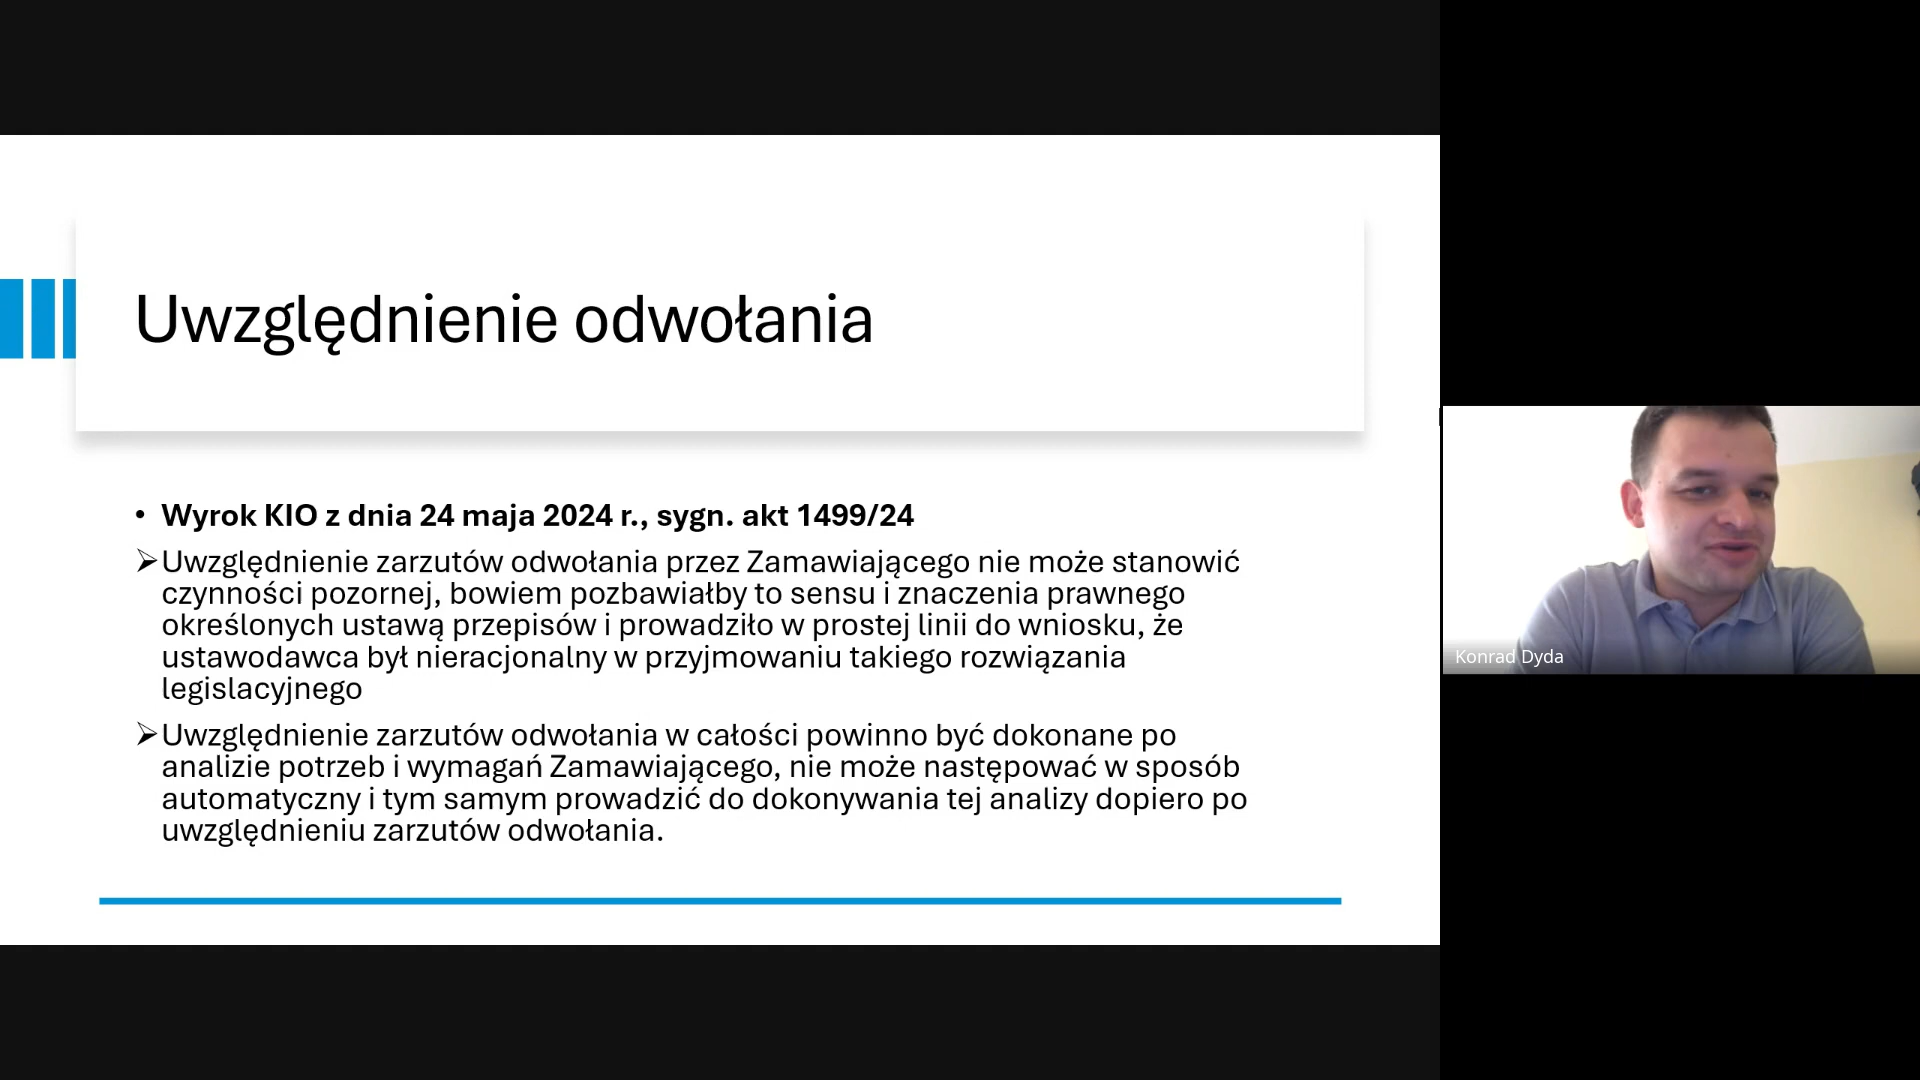 Uwzględnienie odwołania
• Wyrok KIO z dnia 24 maja 2024 r., sygn. akt 1499/24
➢Uwzględnienie zarzutów odwołania przez Zamawiającego nie może stanowić
czynności pozornej, bowiem pozbawiałby to sensu i znaczenia prawnego
określonych ustawą przepisów i prowadziło w prostej linii do wniosku, że
ustawodawca był nieracjonalny w przyjmowaniu takiego rozwiązania
legislacyjnego
➢Uwzględnienie zarzutów odwołania w całości powinno być dokonane po
analizie potrzeb i wymagań Zamawiającego, nie może następować w sposób
automatyczny i tym samym prowadzić do dokonywania tej analizy dopiero po
uwzględnieniu zarzutów odwołania.
Konrad Dyda